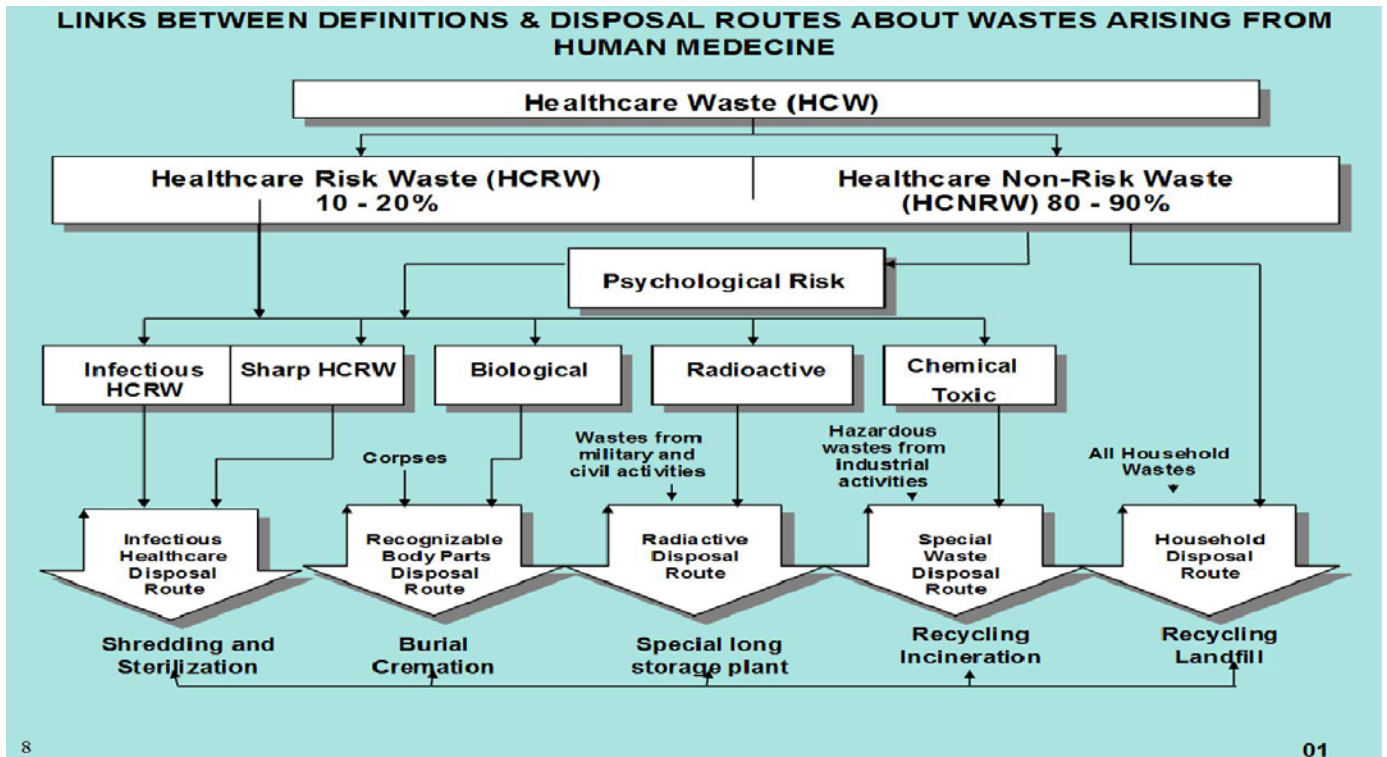 LINKS BETWEEN DEFINITIONS & DISPOSAL ROUTES ABOUT WASTES ARISING FROM
HUMAN MEDECINE
Healthcare Waste (HCW)
Healthcare Risk Waste (HCRW)
10 - 20%
Healthcare Non-Risk Waste
(HCNRW) 80 - 90%
Psychological Risk
Infectious
HCRW
Sharp HCRW
Biological
Radioactive
Chemical
Toxic
Corpses
Wastes from
military and
civil activities
Hazardous
wastes from
industrial
activities
All Household
Wastes
Infectious
Healthcare
Disposal
Route
Recognizable
Body Parts
Disposal
Route
Radiactive
Disposal
Route
Special
Waste
Disposal
Route
Household
Disposal
Route
Shredding and
Sterilization
Burial
Cremation
Special long
storage plant
Recycling
Incineration
Recycling
Landfill
8
01